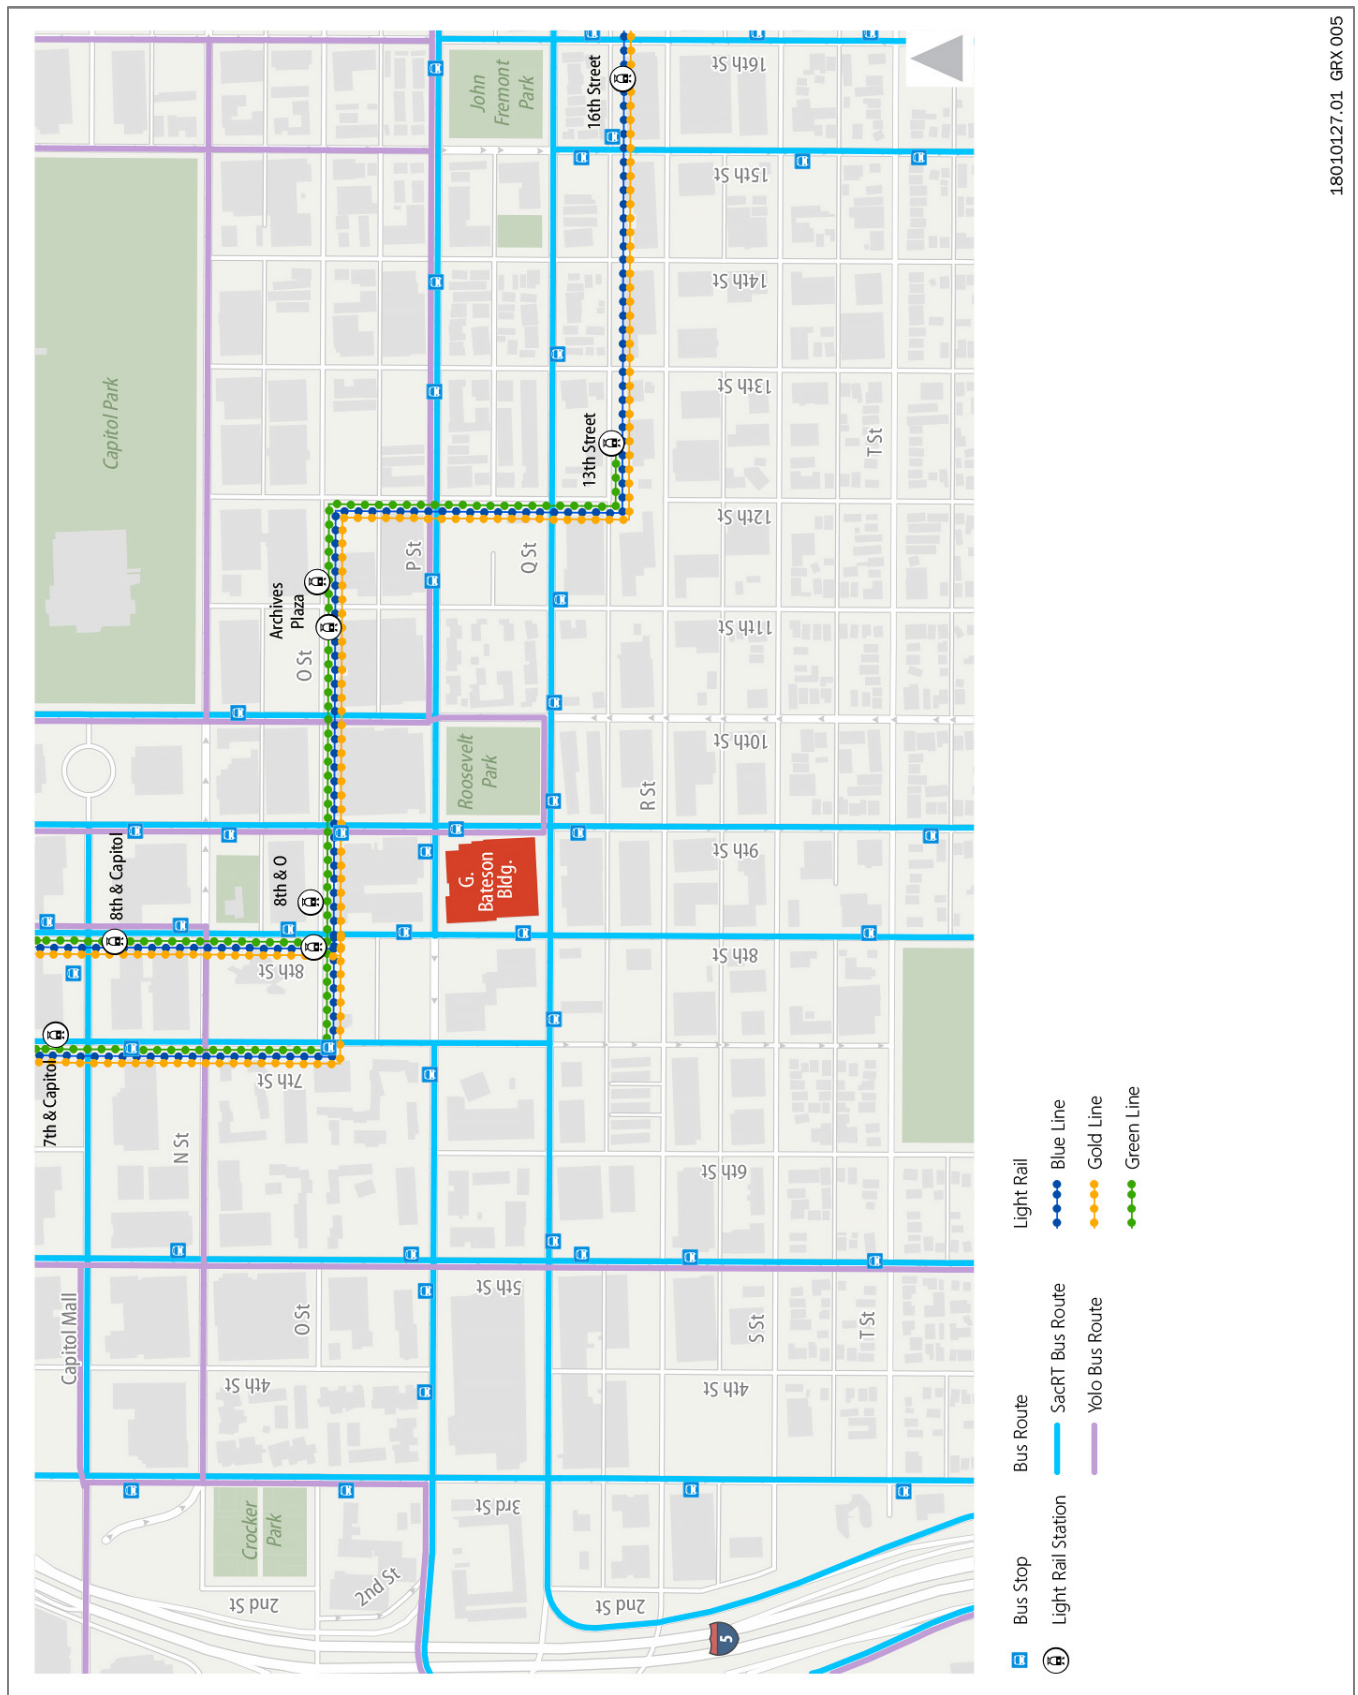 18010127.01 GRX 005
16th Street
John
Fremont
Park
16th St
15th St
14th St
Capitol Park
13th St
13th Street
T St
12th St
P St
Q St
Archives
Plaza
O St
11th St
Roosevelt
Park
10th St
R St
8th & Capitol
8th & O
G.
Bateson
Bldg.
9th St
8th St
8th St
7th & Capitol
7th St
N St
6th St
Capitol Mall
O St
5th St
S St
T St
4th St
4th St
Crocker
Park
3rd St
2nd St
2nd St
2nd St
5
Bus Stop
Light Rail Station
Bus Route
SacRT Bus Route
Yolo Bus Route
Light Rail
Blue Line
Gold Line
Green Line